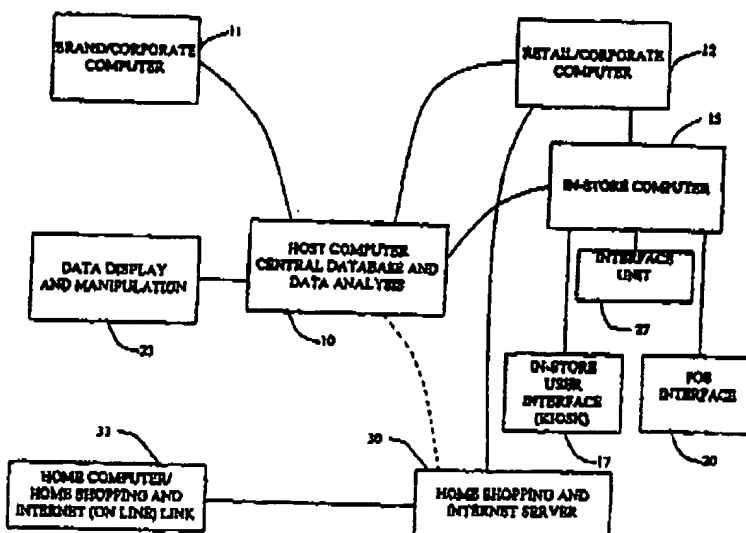 11
BRAND/CORPORATE
COMPUTER
RETAIL/CORPORATE
COMPUTER
12
15
IN-STORE COMPUTER
HOST COMPUTER
CENTRAL DATABASE AND
DATA ANALYSIS
10
DATA DISPLAY
AND MANIPULATION
23
INTERFACE
UNIT
27
IN-STORE
USER
INTERFACE
(KIOSK)
17
POS
INTERFACE
20
33
HOME COMPUTER/
HOME SHOPPING AND
INTERNET (ON LINE) LINK
30
HOME SHOPPING AND
INTERNET SERVER